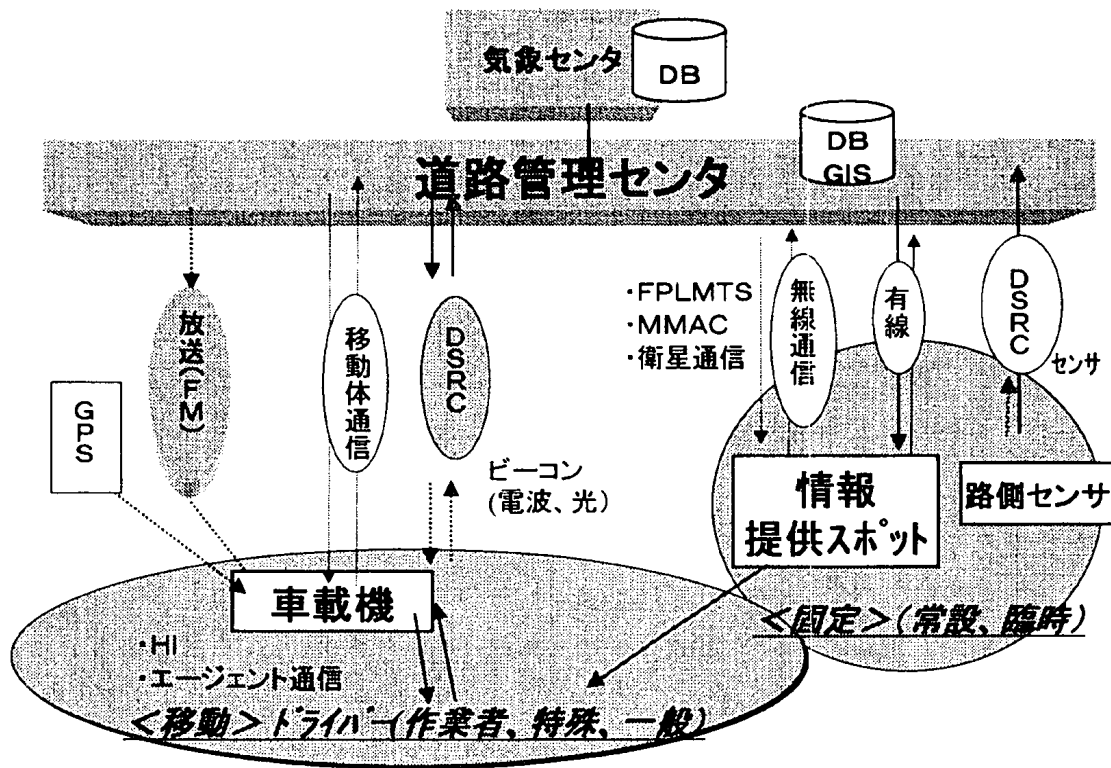 気象センタ
DB
DB
GIS
道路管理センタ
放送(FM)
移動体通信
DSRC
・FPLMTS
・MMAC
・衛星通信
無線通信
有線
DSRC
センサ
GPS
ビーコン
(電波、光)
情報
提供スポット
路側センサ
車載機
<固定>(常設、臨時)
・HI
・エージェント通信
<移動>ドライバー(作業者、特殊、一般)